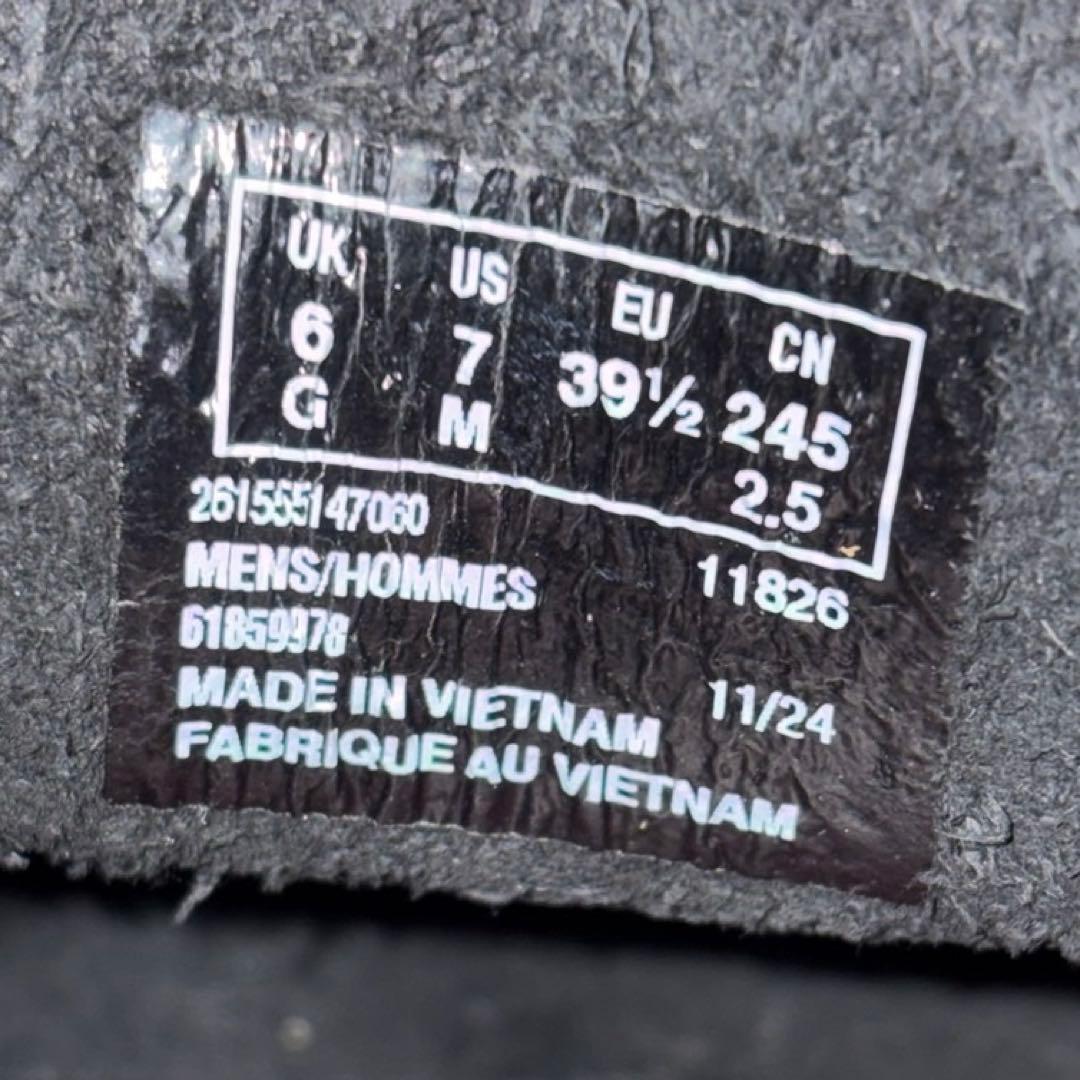 UK US EU CN
6 7 39½ 245
G M 2.5
261555147060
MENS/HOMMES 11826
61859978
MADE IN VIETNAM 11/24
FABRIQUE AU VIETNAM